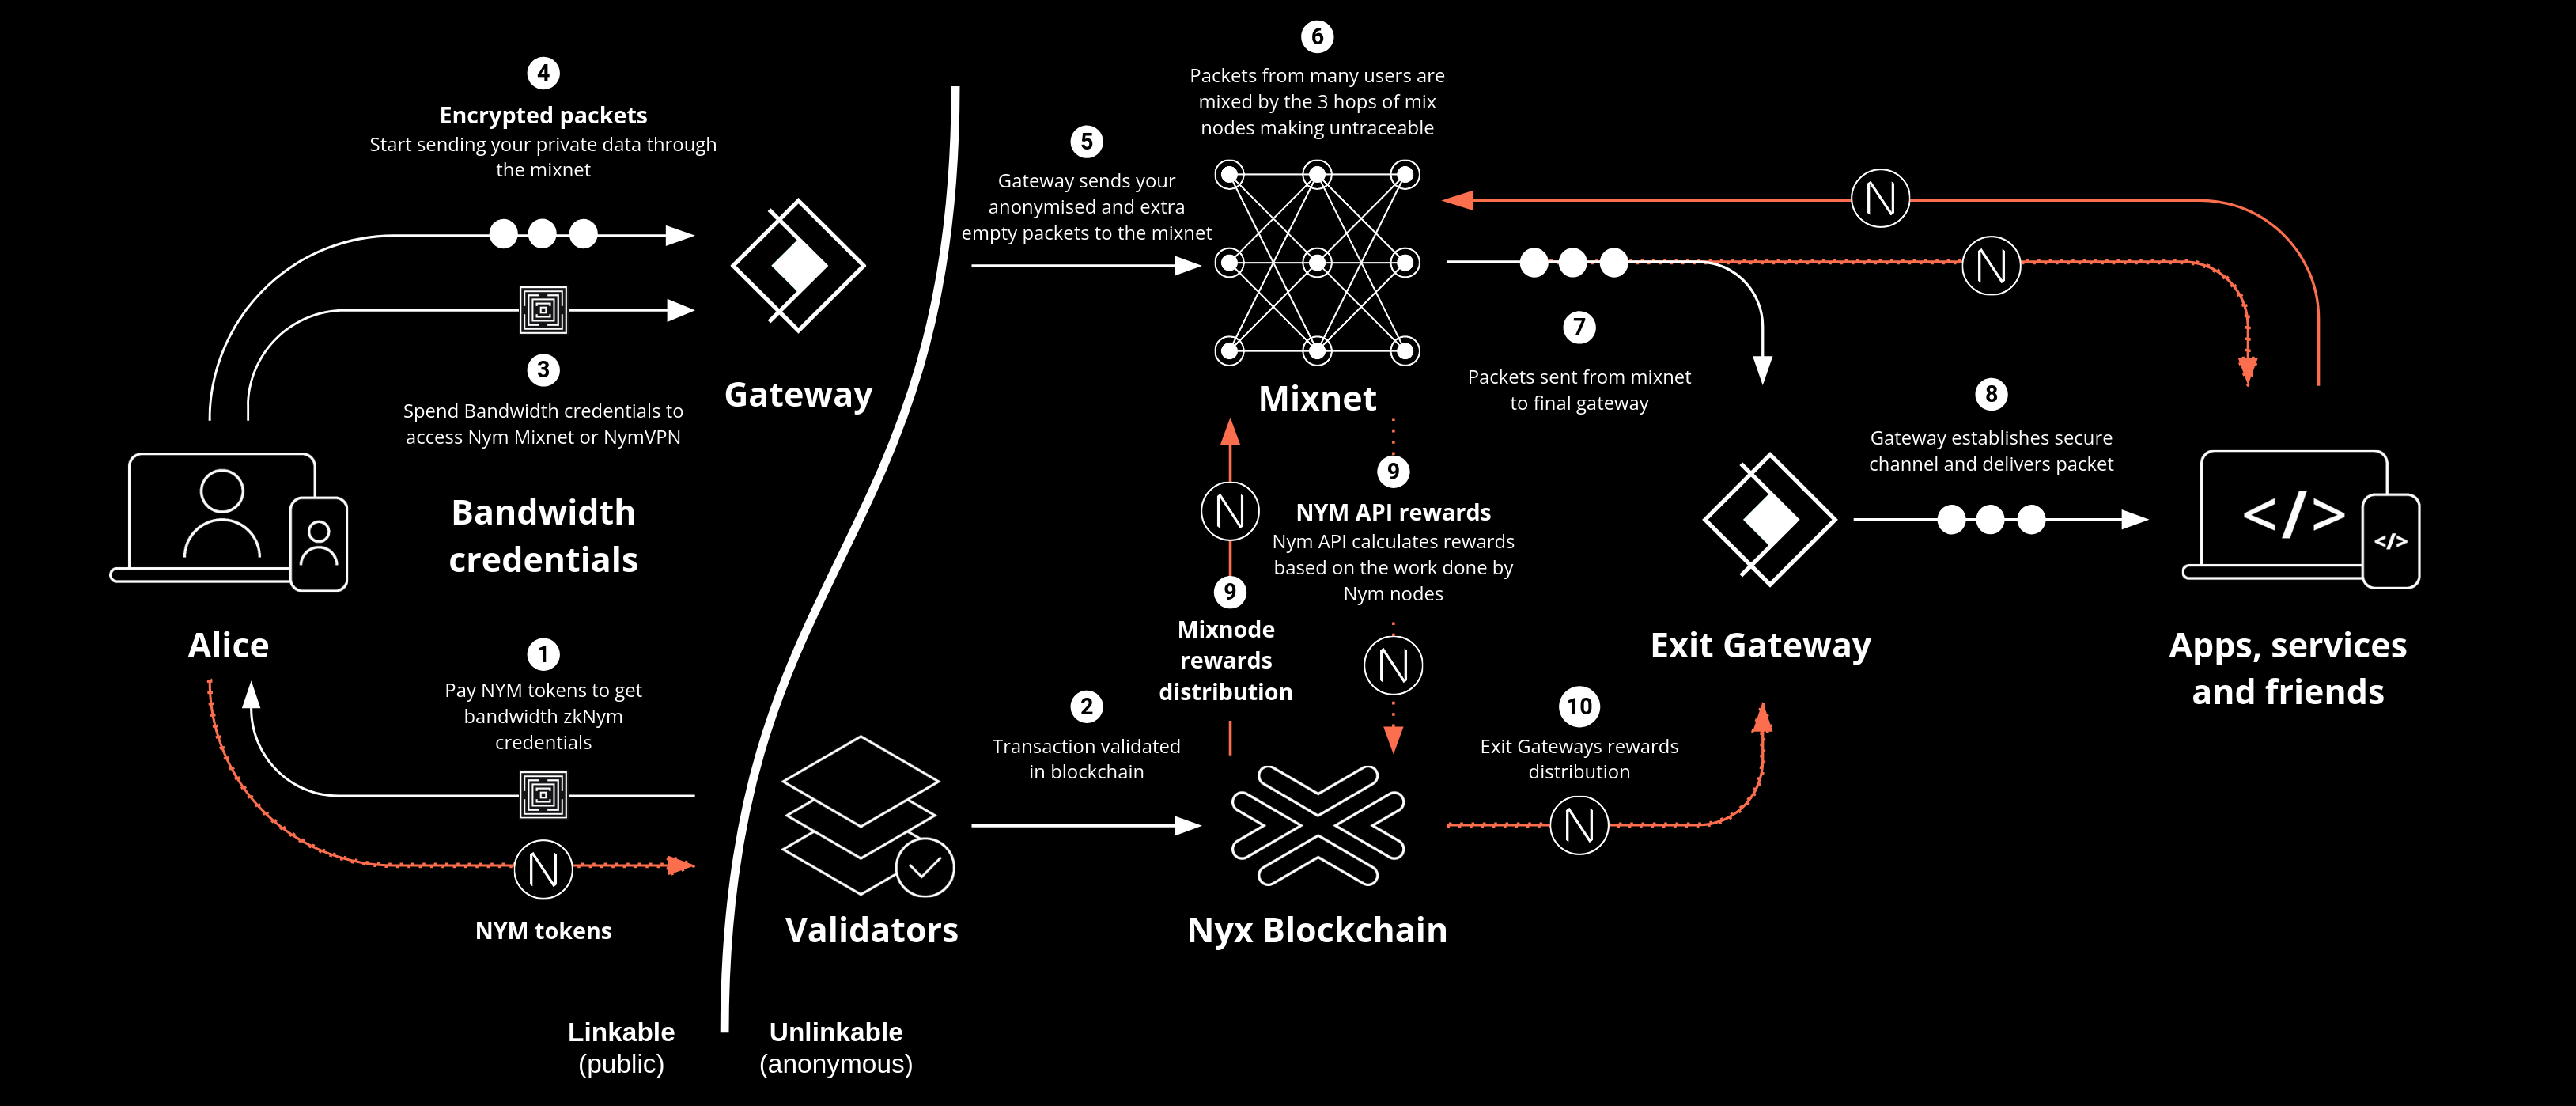 4
Encrypted packets
Start sending your private data through
the mixnet
3
Spend Bandwidth credentials to
access Nym Mixnet or NymVPN
Gateway
Bandwidth
credentials
Alice
1
Pay NYM tokens to get
bandwidth zkNym
credentials
N
NYM tokens
Linkable
(public)
Unlinkable
(anonymous)
5
Gateway sends your
anonymised and extra
empty packets to the mixnet
6
Packets from many users are
mixed by the 3 hops of mix
nodes making untraceable
Mixnet
N
N
7
Packets sent from mixnet
to final gateway
8
Gateway establishes secure
channel and delivers packet
</>
</>
Exit Gateway
Apps, services
and friends
N
9
Mixnode
rewards
distribution
9
NYM API rewards
Nym API calculates rewards
based on the work done by
Nym nodes
N
2
Transaction validated
in blockchain
Validators
Nyx Blockchain
10
Exit Gateways rewards
distribution
N